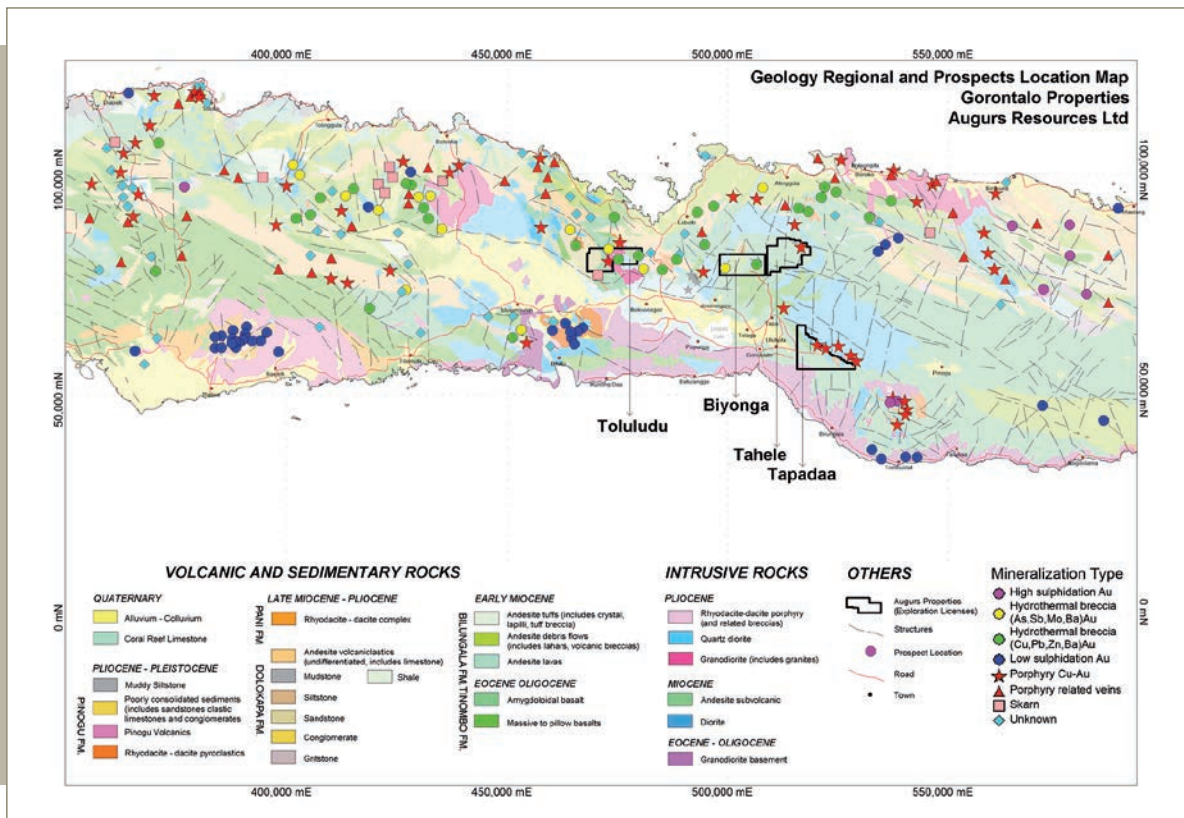 400,000 mE
450,000 mE
500,000 mE
550,000 mE
Geology Regional and Prospects Location Map
Gorontalo Properties
Augurs Resources Ltd
100,000 mN
100,000 mN
50,000 mN
50,000 mN
0 mN
0 mN
Toluludu
Biyonga
Tahele
Tapadaa
VOLCANIC AND SEDIMENTARY ROCKS
QUATERNARY
Alluvium - Colluvium
Coral Reef Limestone
PLIOCENE - PLEISTOCENE
PINOGU FM.
Muddy Siltstone
Poorly consolidated sediments
(includes sandstones clastic
limestones and conglomerates
Pinogu Volcanics
Rhyodacite - dacite pyroclastics
LATE MIOCENE - PLIOCENE
PANI FM.
Rhyodacite - dacite complex
Andesite volcaniclastics
(undifferentiated, includes limestone)
DOLOKAPA FM.
Mudstone
Shale
Siltstone
Sandstone
Conglomerate
Gritstone
EARLY MIOCENE
BILUNGALA FM.
Andesite tuffs (includes crystal,
lapilli, tuff breccia)
Andesite debris flows
(includes lahars, volcanic breccias)
Andesite lavas
EOCENE OLIGOCENE
TINOMBO FM.
Amygdoloidal basalt
Massive to pillow basalts
INTRUSIVE ROCKS
PLIOCENE
Rhyodacite-dacite porphyry
(and related breccias)
Quartz diorite
Granodiorite (includes granites)
MIOCENE
Andesite subvolcanic
Diorite
EOCENE - OLIGOCENE
Granodiorite basement
OTHERS
Augurs Properties
(Exploration Licenses)
Structures
Prospect Location
Road
Town
Mineralization Type
High sulphidation Au
Hydrothermal breccia
(As,Sb,Mo,Ba)Au
Hydrothermal breccia
(Cu,Pb,Zn,Ba)Au
Low sulphidation Au
Porphyry Cu-Au
Porphyry related veins
Skarn
Unknown
400,000 mE
450,000 mE
500,000 mE
550,000 mE